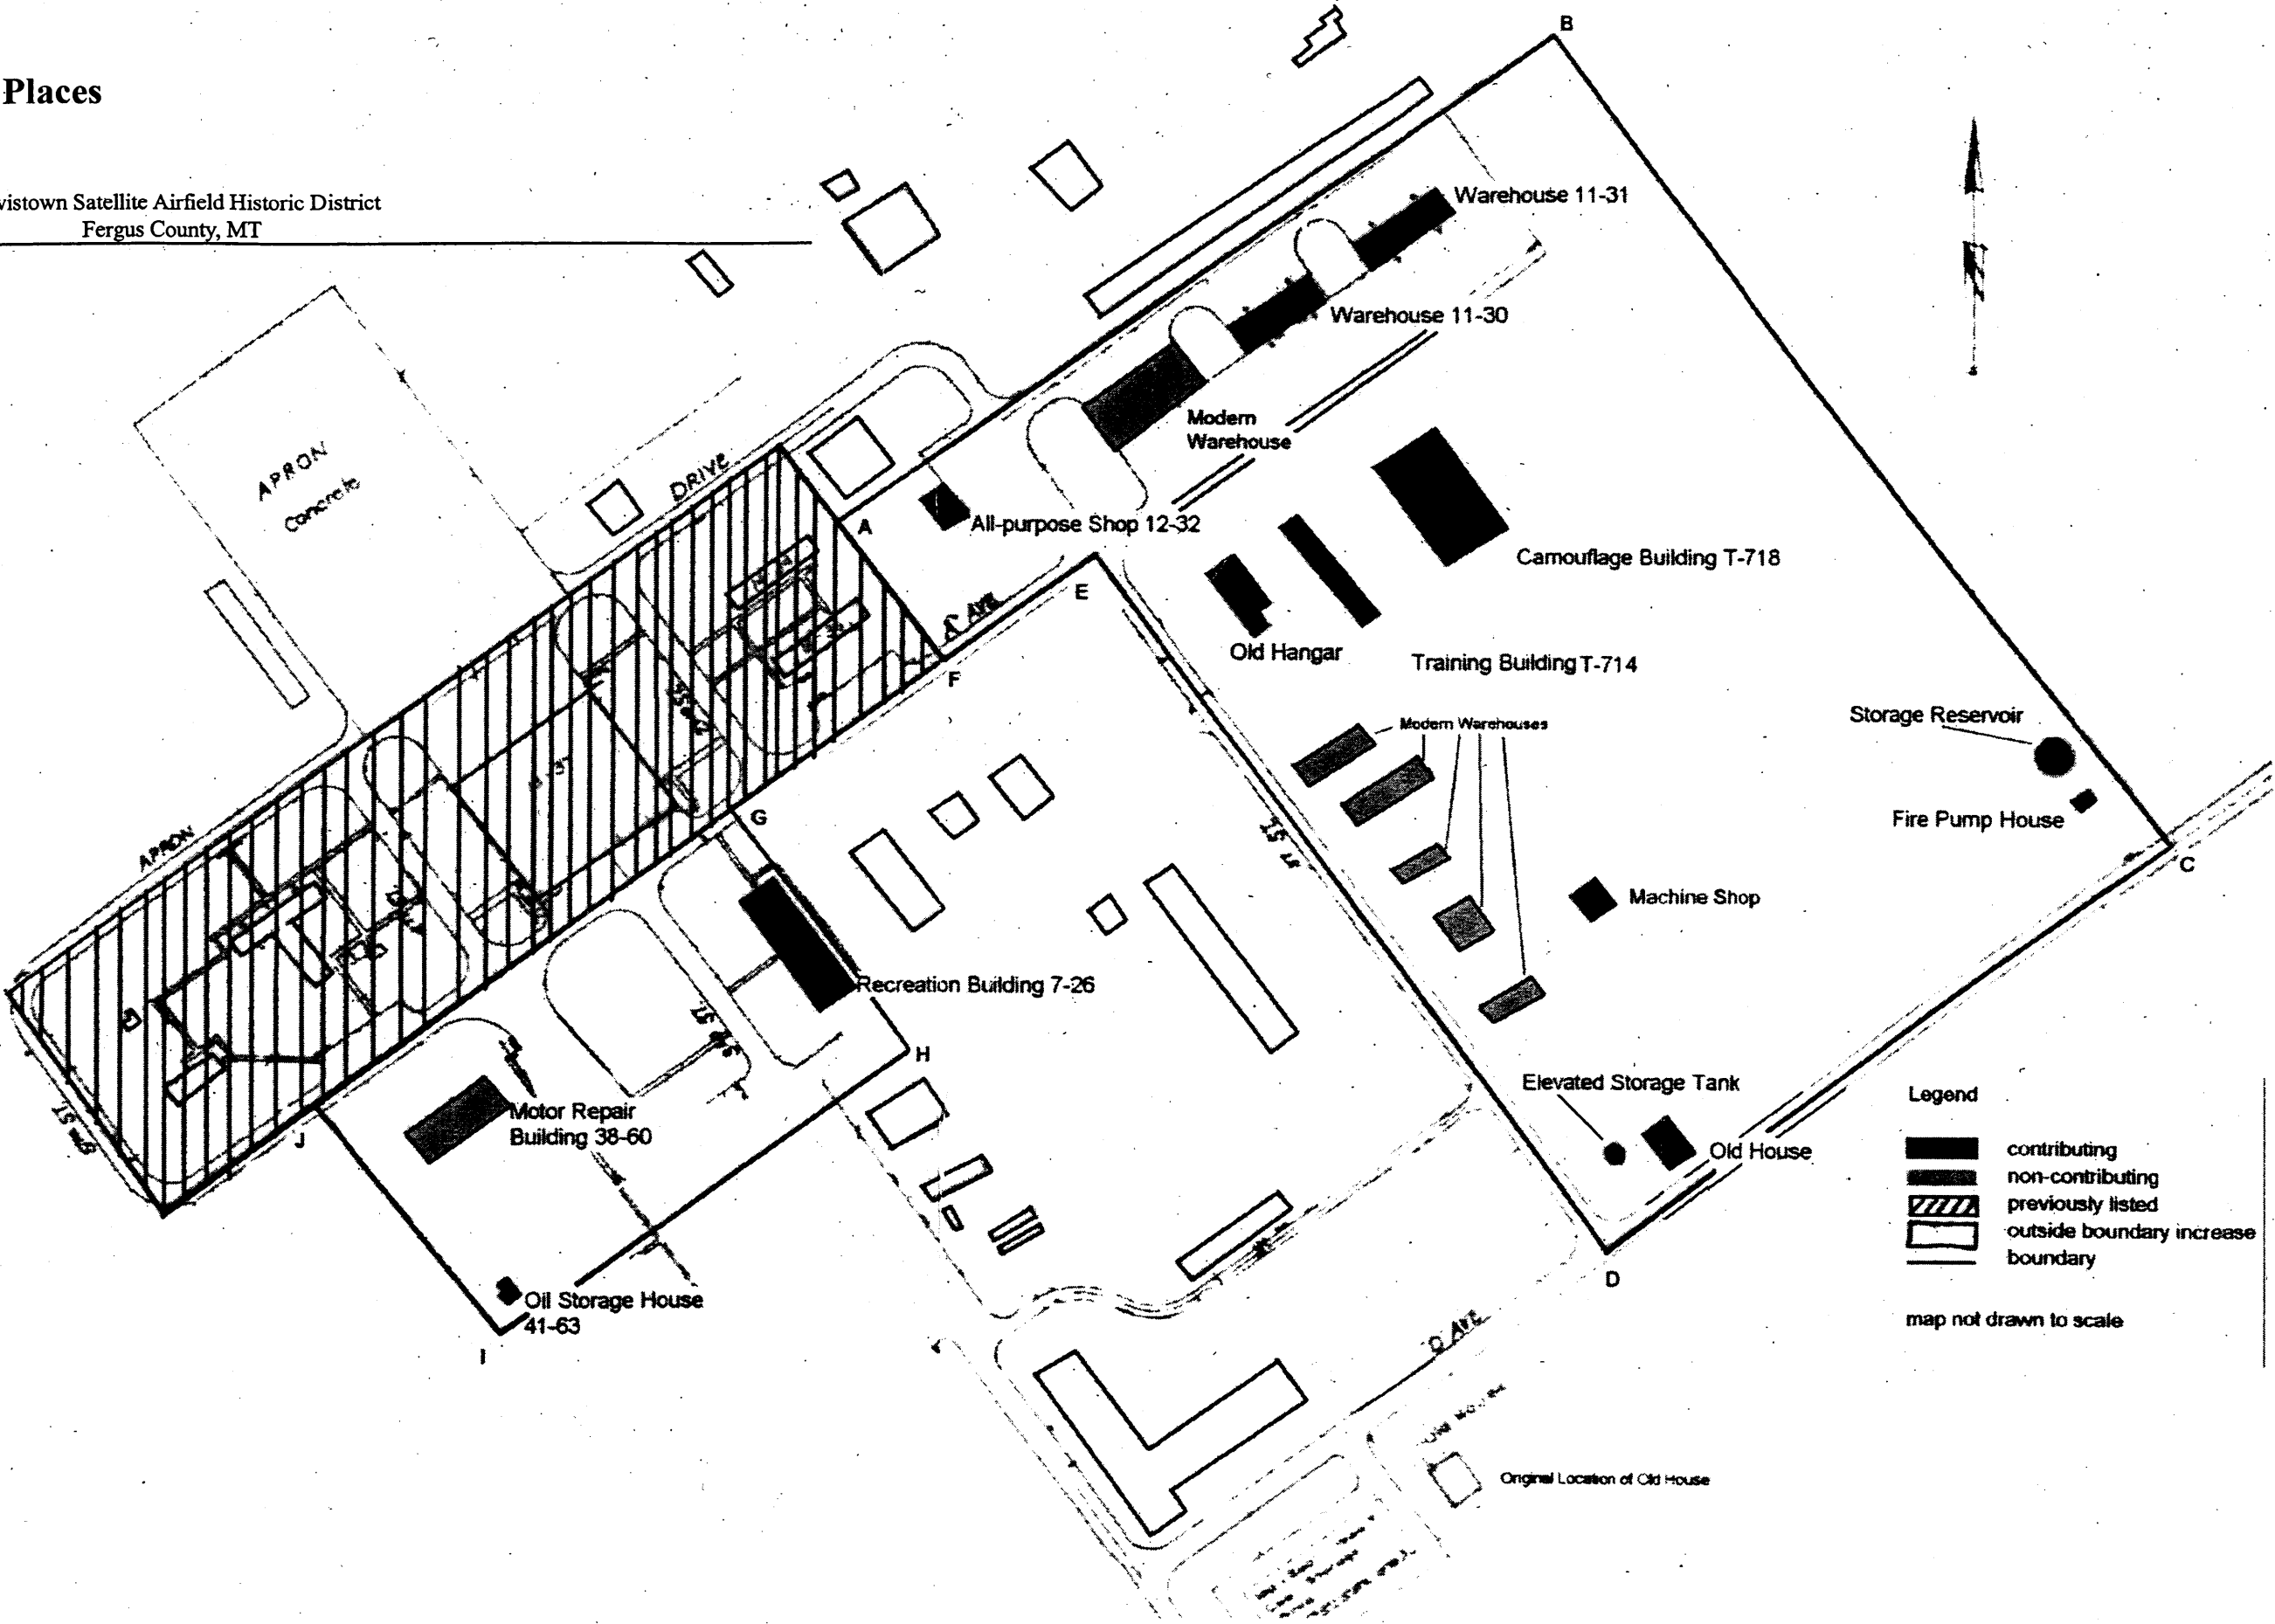 Places
vistown Satellite Airfield Historic District
Fergus County, MT
B
Warehouse 11-31
Warehouse 11-30
Modern
Warehouse
APRON
Concrete
DRIVE
A
All-purpose Shop 12-32
Camouflage Building T-718
E
'A' AVE
Old Hangar
F
Training Building T-714
Modern Warehouses
Storage Reservoir
Fire Pump House
C
G
APRON
Machine Shop
Recreation Building 7-26
H
Elevated Storage Tank
Old House
Motor Repair
Building 38-60
J
D
Oil Storage House
41-63
I
Legend
contributing
non-contributing
previously listed
outside boundary increase
boundary
map not drawn to scale
Original Location of Old House